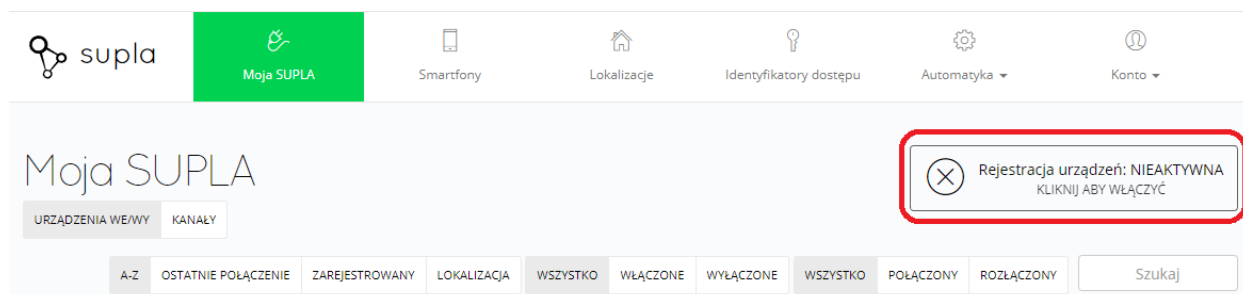 supla
Moja SUPLA
Smartfony
Lokalizacje
Identyfikatory dostępu
Automatyka
Konto
Moja SUPLA
Rejestracja urządzeń: NIEAKTYWNA
KLIKNIJ ABY WŁĄCZYĆ
URZĄDZENIA WE/WY KANAŁY
A-Z OSTATNIE POŁĄCZENIE ZAREJESTROWANY LOKALIZACJA WSZYSTKO WŁĄCZONE WYŁĄCZONE WSZYSTKO POŁĄCZONY ROZŁĄCZONY Szukaj